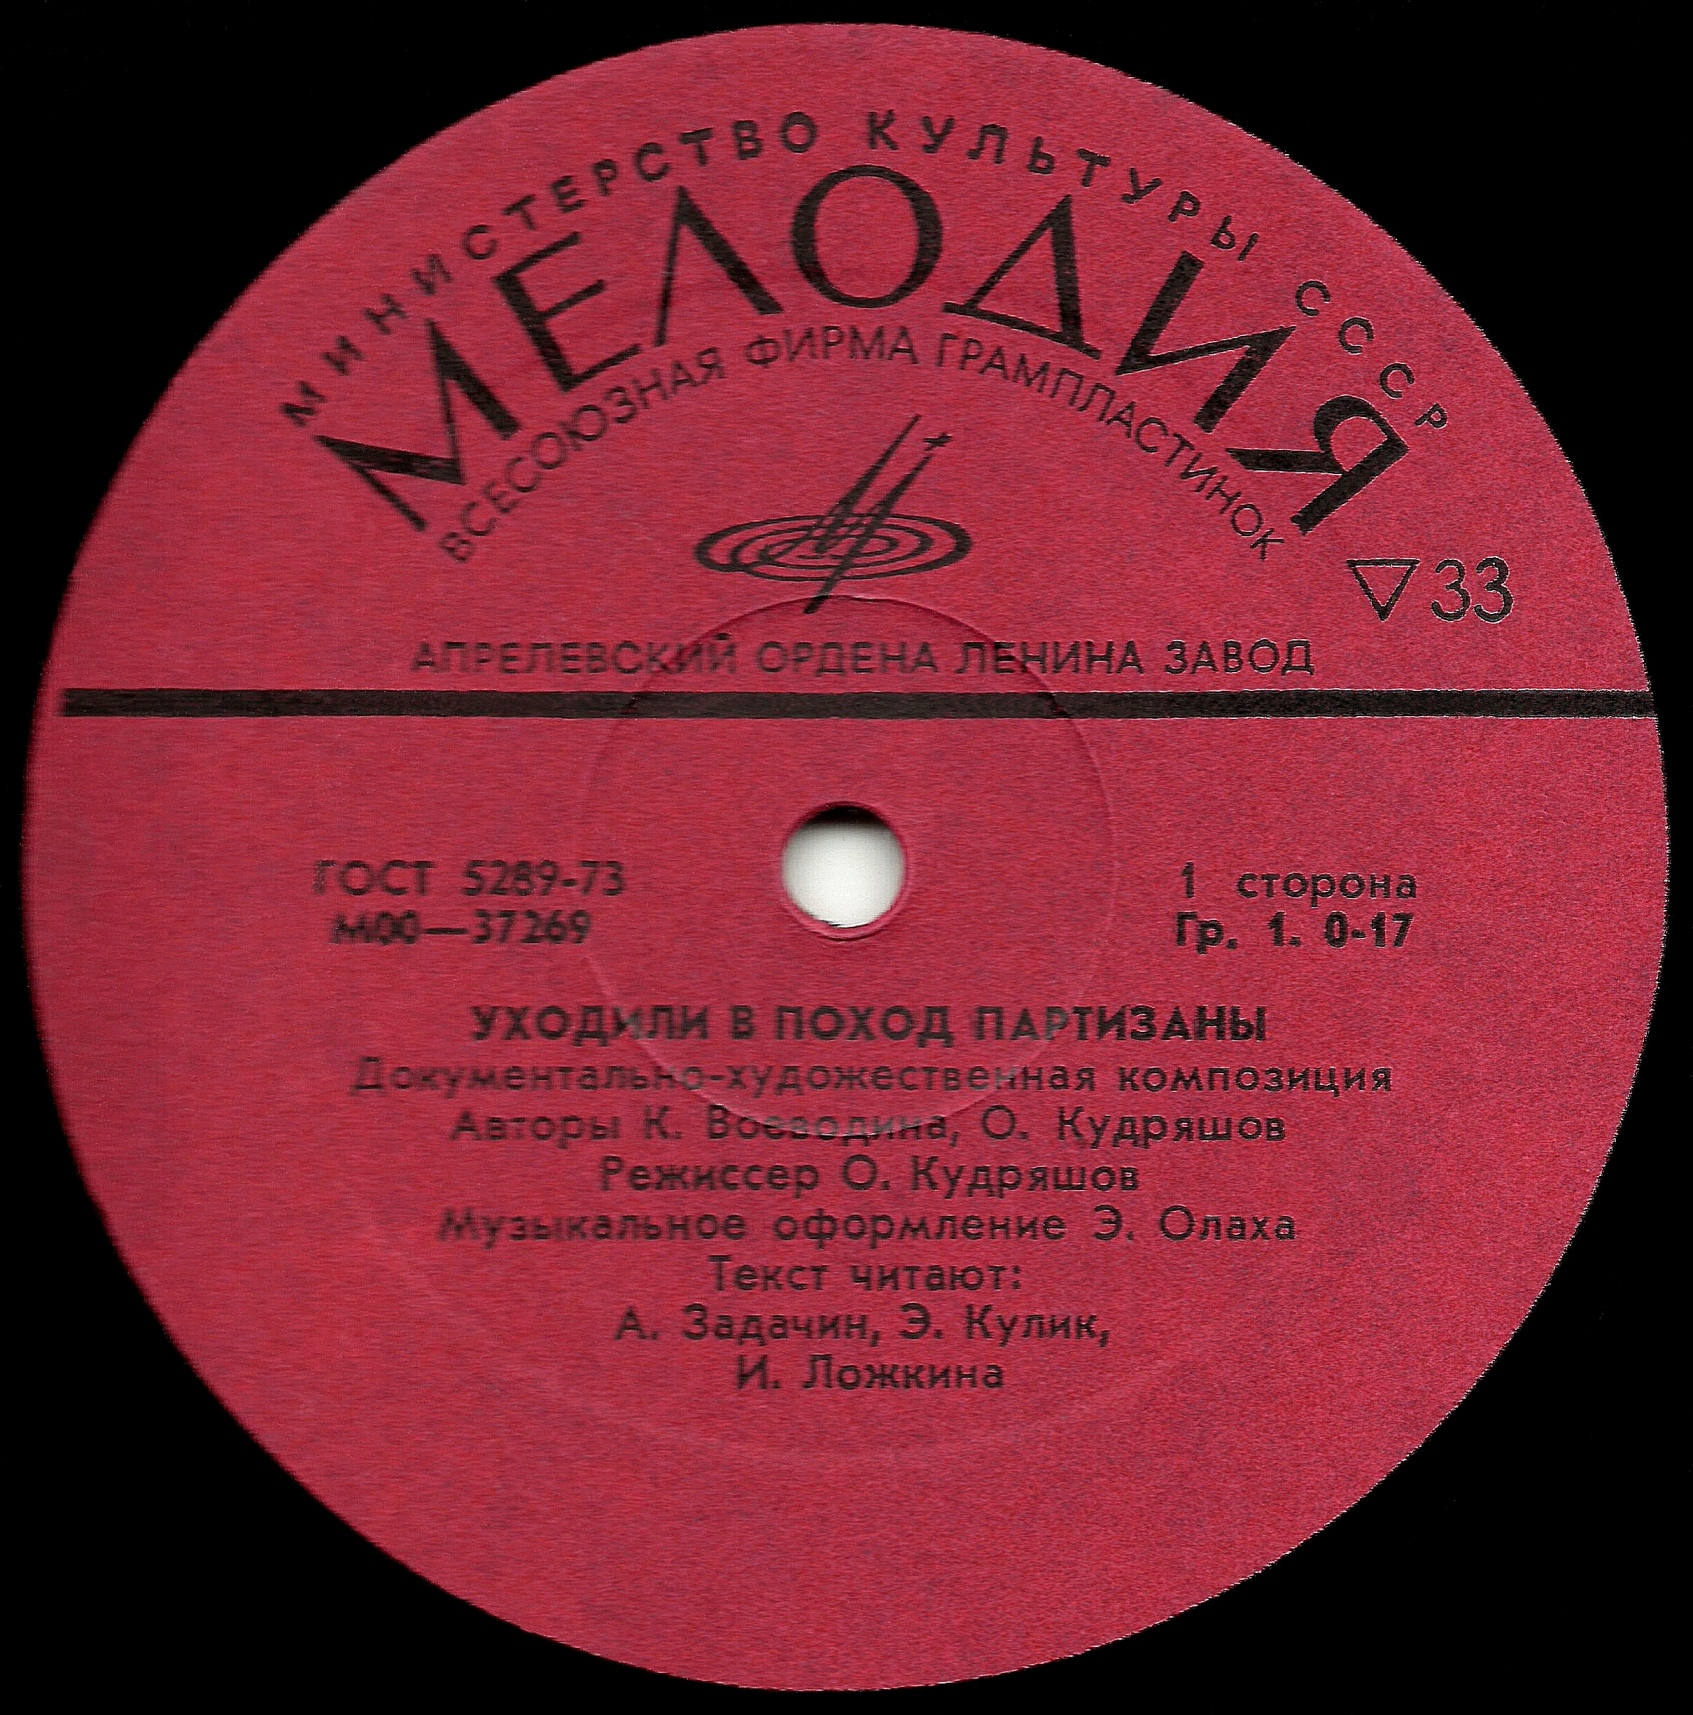 МИНИСТЕРСТВО КУЛЬТУРЫ СССР
МЕЛОДИЯ
ВСЕСОЮЗНАЯ ФИРМА ГРАМПЛАСТИНОК
▽33
АПРЕЛЕВСКИЙ ОРДЕНА ЛЕНИНА ЗАВОД
ГОСТ 5289-73
М00—37269
1 сторона
Гр. 1. 0-17
УХОДИЛИ В ПОХОД ПАРТИЗАНЫ
Документально-художественная композиция
Авторы К. Воеводина, О. Кудряшов
Режиссер О. Кудряшов
Музыкальное оформление Э. Олаха
Текст читают:
А. Задачин, Э. Кулик,
И. Ложкина